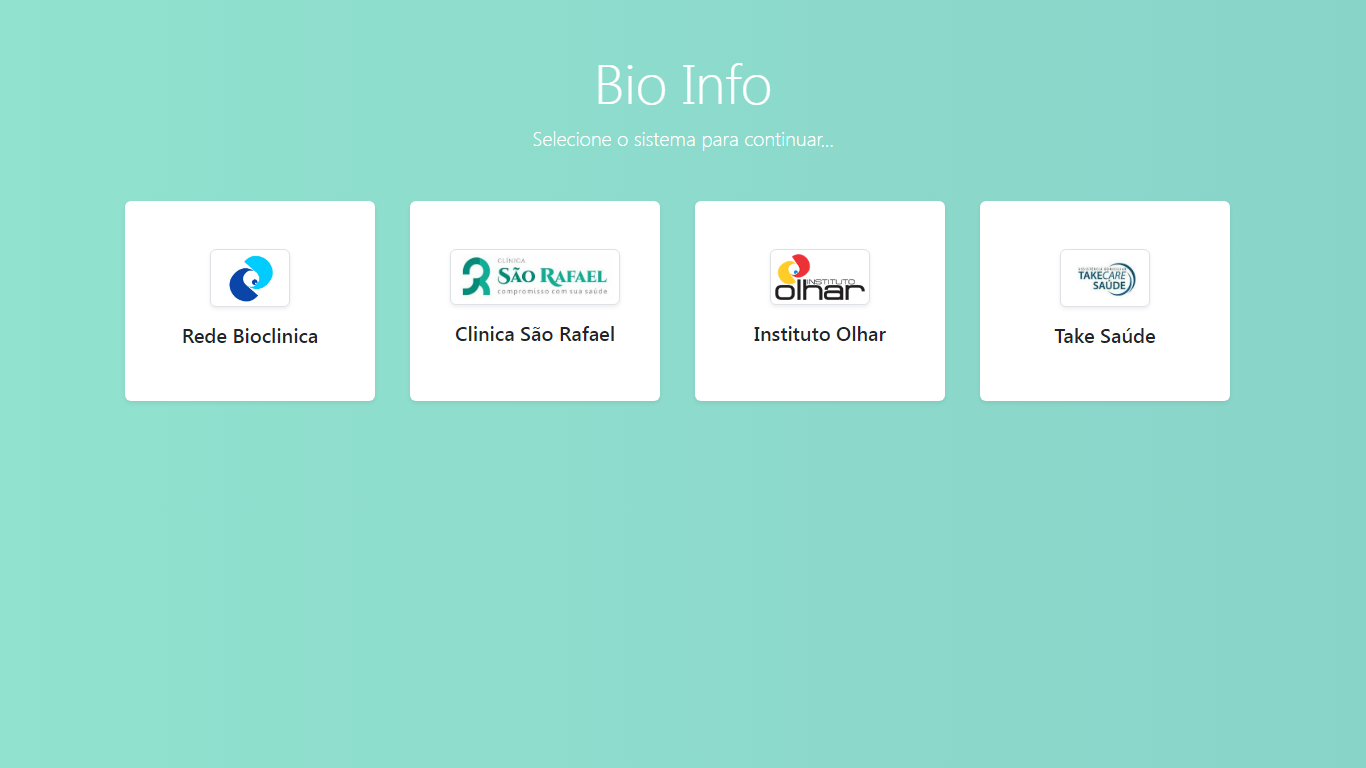 Bio Info
Selecione o sistema para continuar...
CLÍNICA
SÃO RAFAEL
compromisso com sua saúde
Clinica São Rafael
INSTITUTO
olhar
Instituto Olhar
TAKECARE
SAÚDE
Take Saúde
Rede Bioclinica